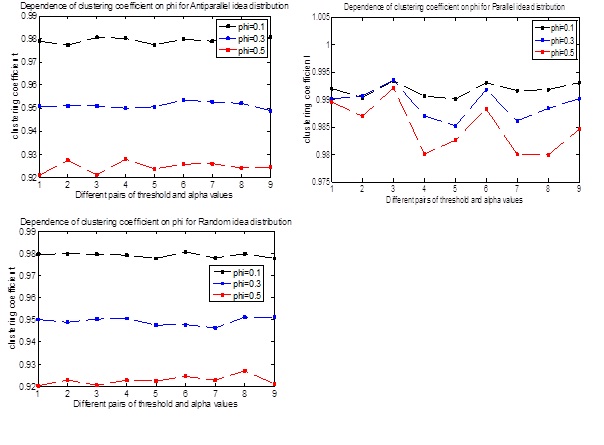 Dependence of clustering coefficient on phi for Antiparallel idea distribution
0.99
0.98
0.97
0.96
0.95
0.94
0.93
0.92
clustering coefficient
phi=0.1
phi=0.3
phi=0.5
1 2 3 4 5 6 7 8 9
Different pairs of threshold and alpha values
Dependence of clustering coefficient on phi for Parallel idea distribution
1.005
1
0.995
0.99
0.985
0.98
0.975
clustering coefficient
phi=0.1
phi=0.3
phi=0.5
1 2 3 4 5 6 7 8 9
Different pairs of threshold and alpha values
Dependence of clustering coefficient on phi for Random idea distribution
0.99
0.98
0.97
0.96
0.95
0.94
0.93
0.92
clustering coefficient
phi=0.1
phi=0.3
phi=0.5
1 2 3 4 5 6 7 8 9
Different pairs of threshold and alpha values